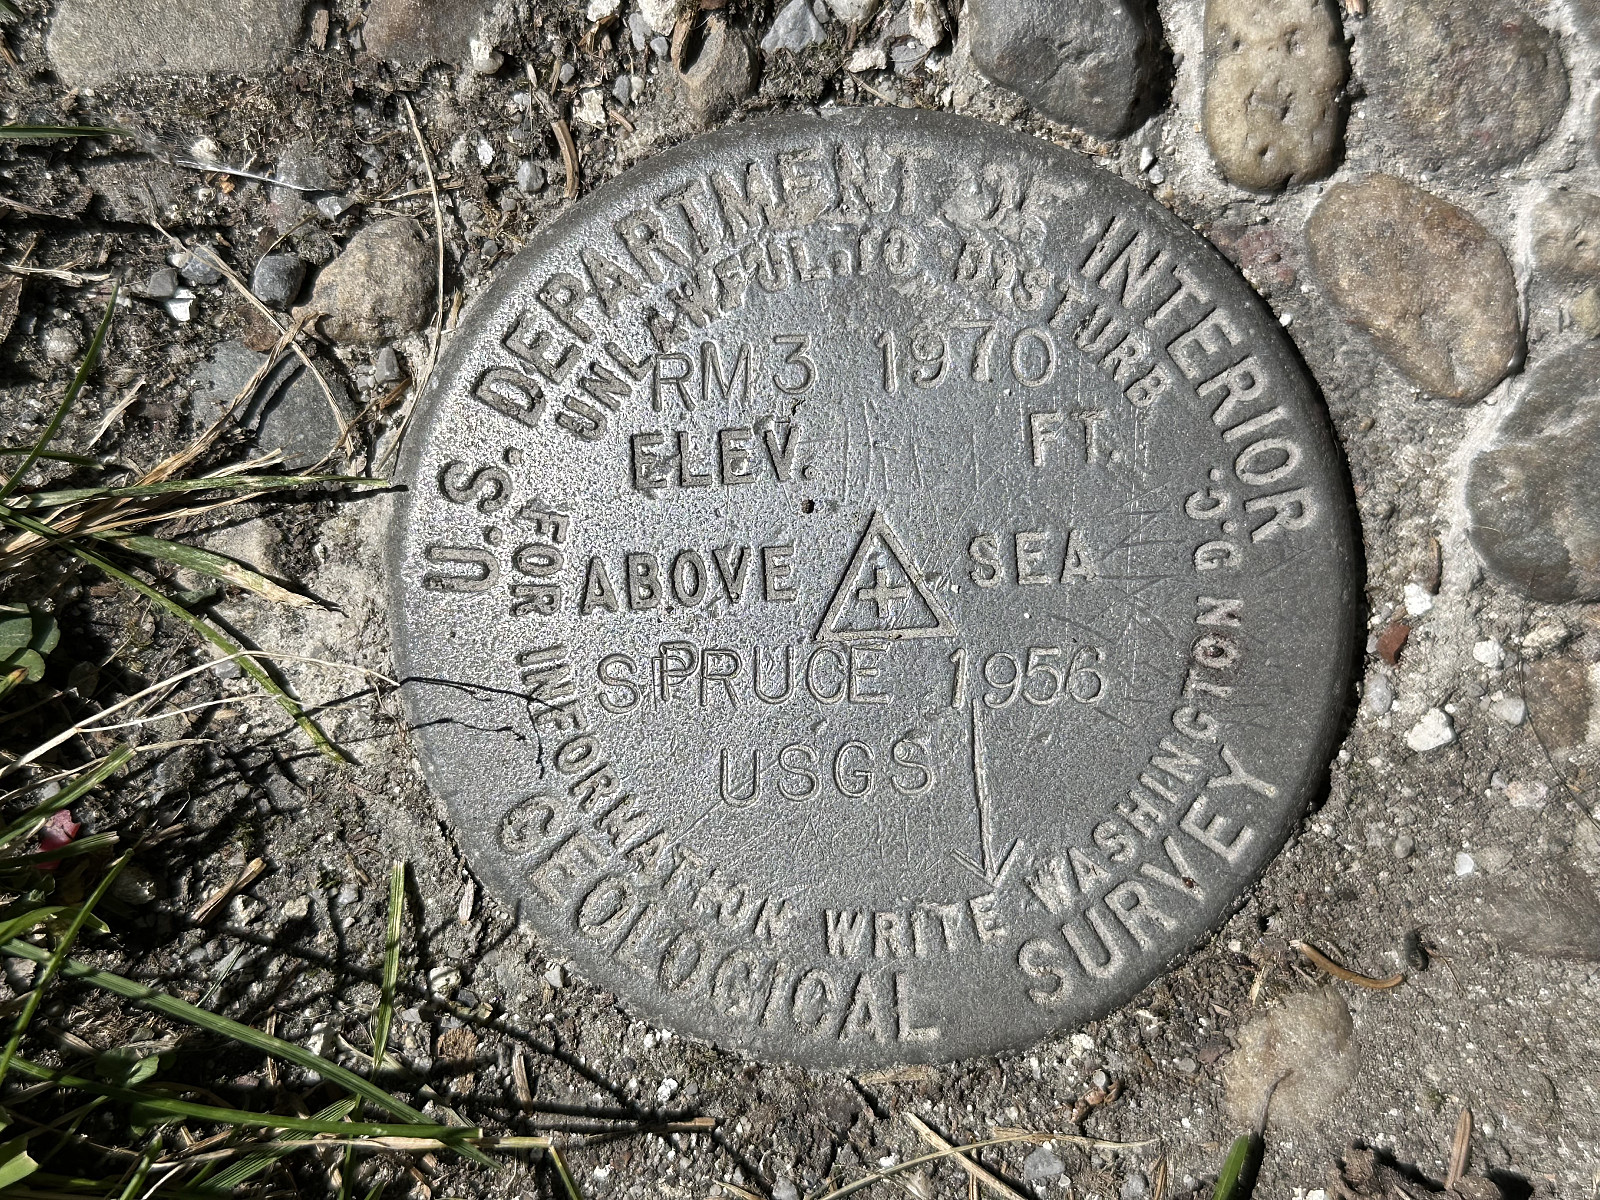 U.S. DEPARTMENT OF INTERIOR
UNLAWFUL TO DISTURB
RM 3 1970
ELEV. FT.
ABOVE SEA
SPRUCE 1956
USGS
FOR INFORMATION WRITE WASHINGTON D.C.
GEOLOGICAL SURVEY